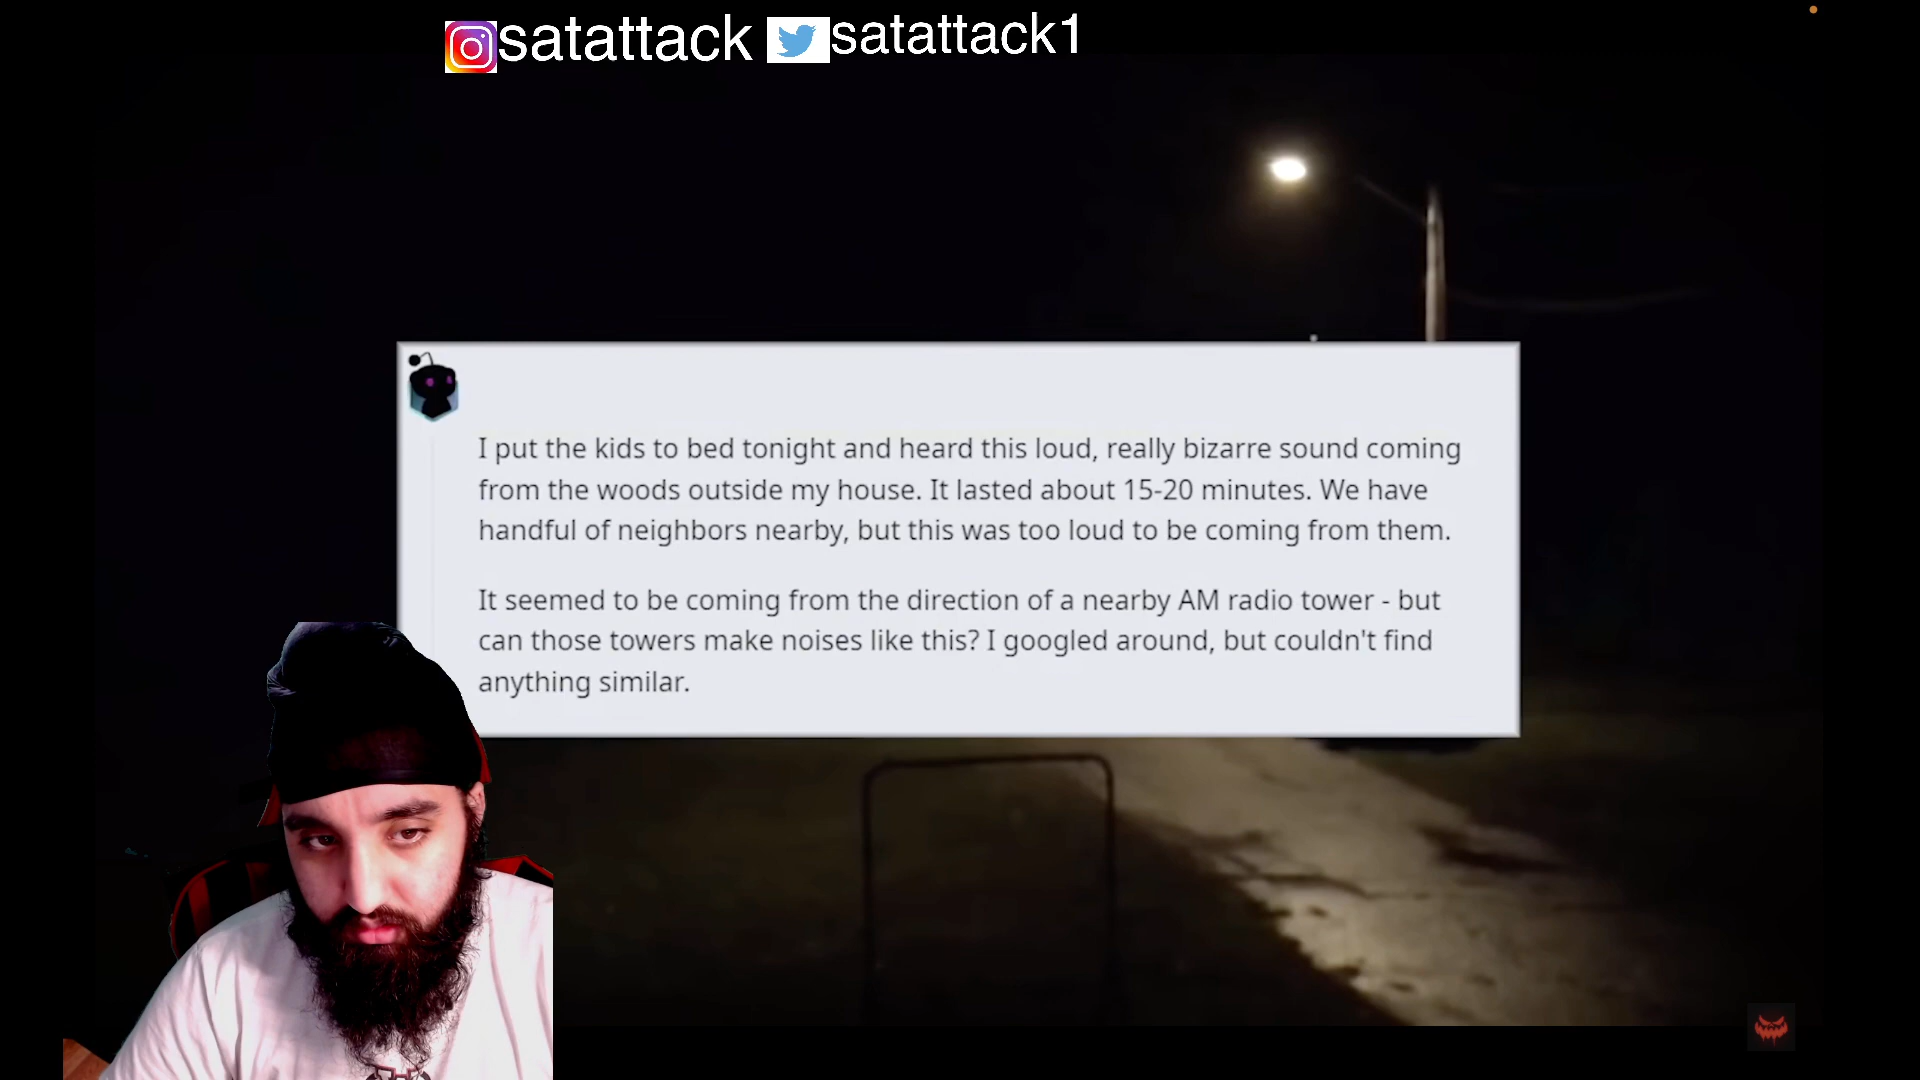 satattack satattack1
I put the kids to bed tonight and heard this loud, really bizarre sound coming
from the woods outside my house. It lasted about 15-20 minutes. We have
handful of neighbors nearby, but this was too loud to be coming from them.
It seemed to be coming from the direction of a nearby AM radio tower - but
can those towers make noises like this? I googled around, but couldn't find
anything similar.